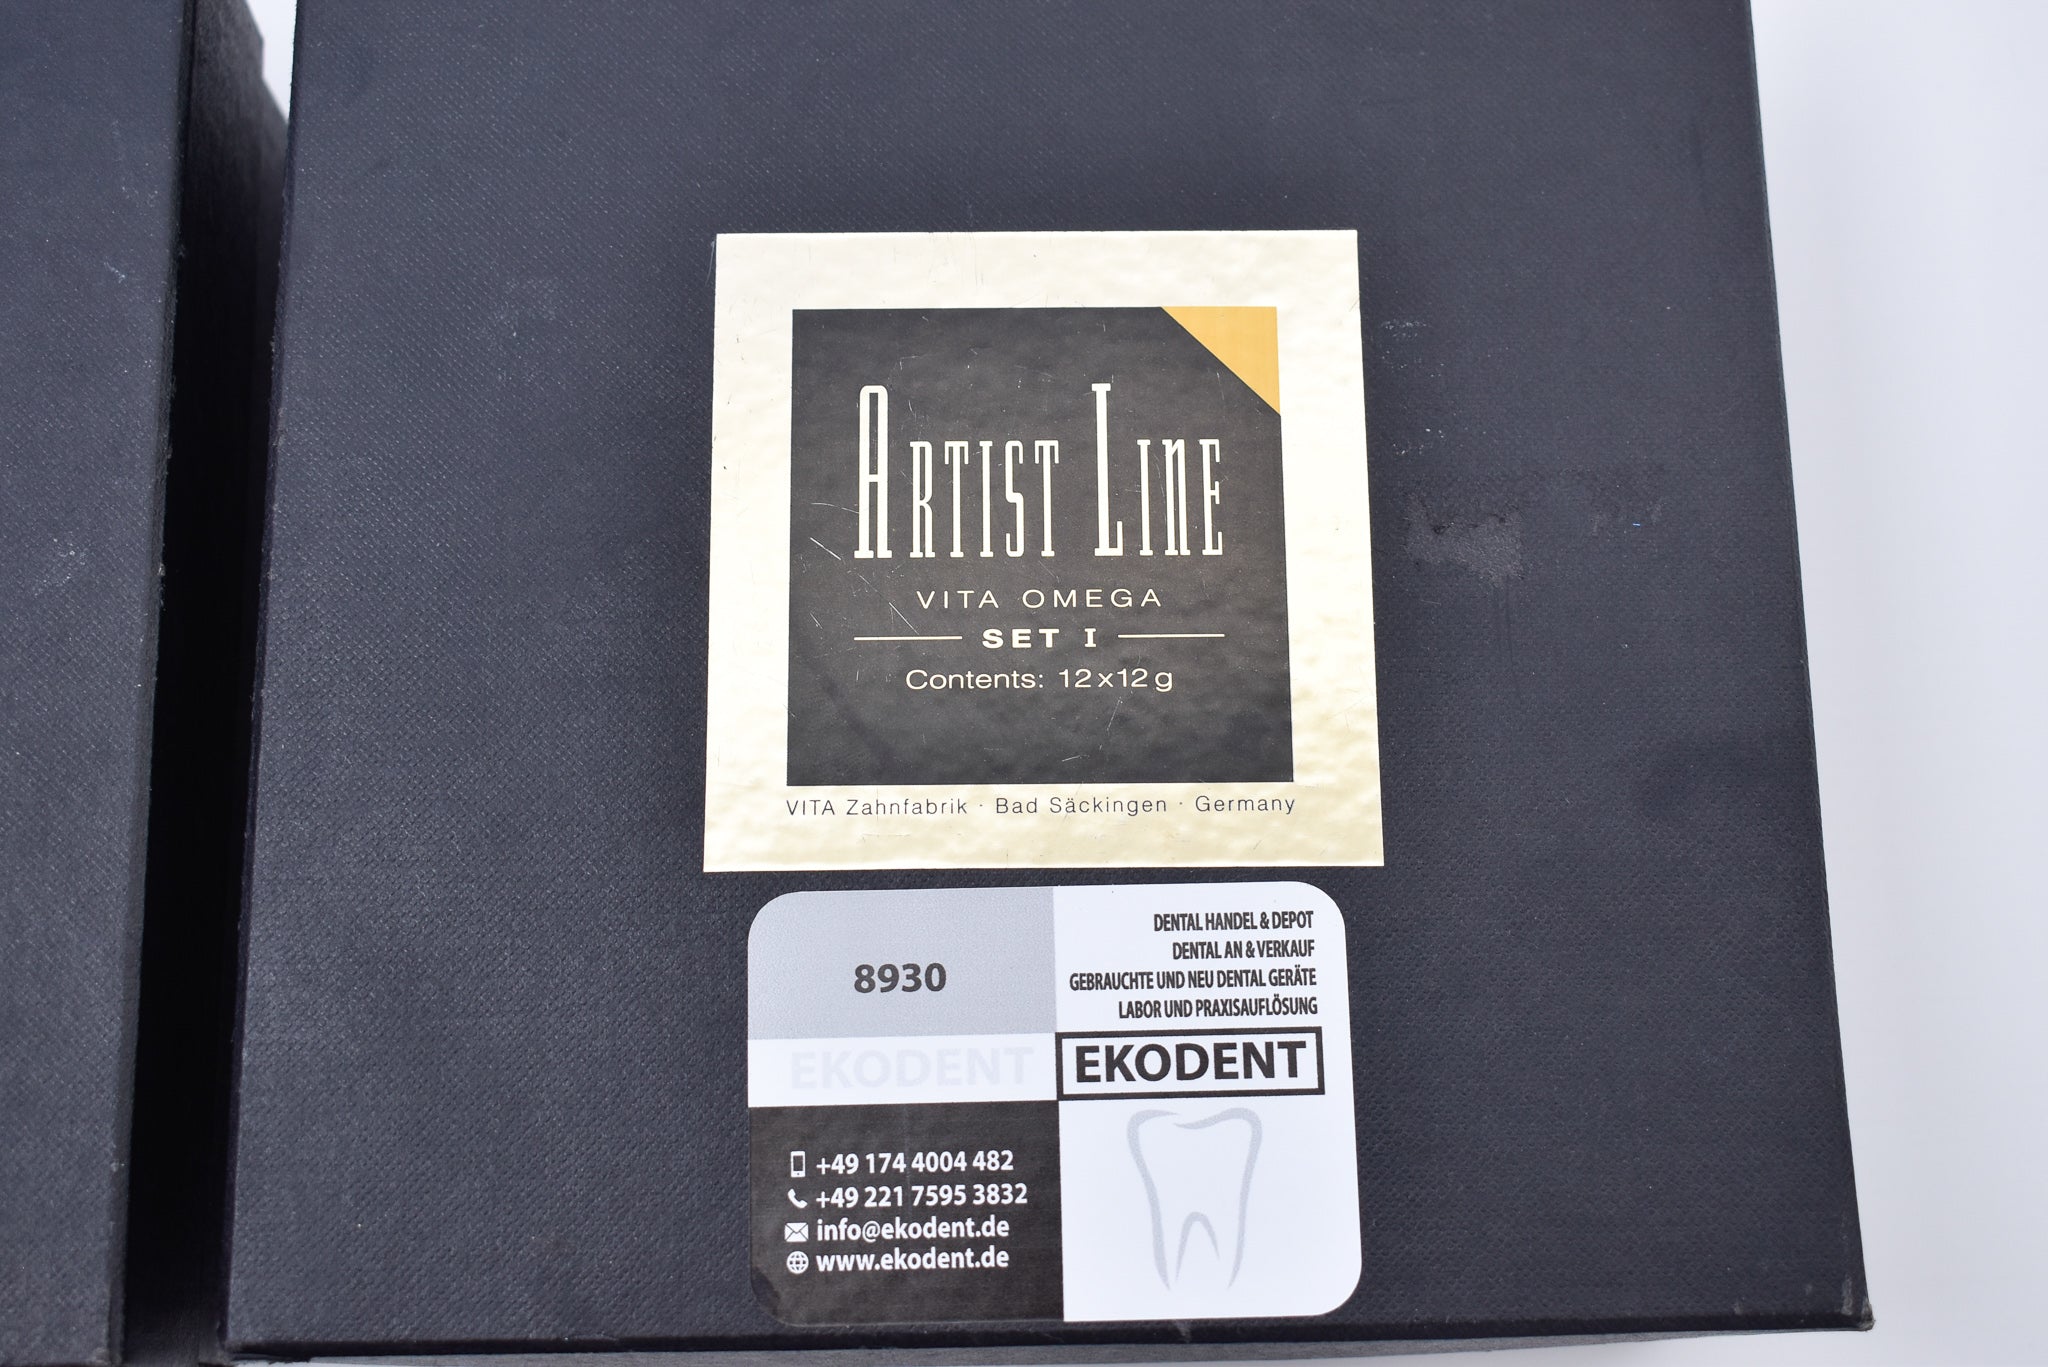 ARTIST LINE
VITA OMEGA
SET I
Contents: 12x12g
VITA Zahnfabrik · Bad Säckingen · Germany
8930
EKODENT
+49 174 4004 482
+49 221 7595 3832
info@ekodent.de
www.ekodent.de
DENTAL HANDEL & DEPOT
DENTAL AN & VERKAUF
GEBRAUCHTE UND NEU DENTAL GERÄTE
LABOR UND PRAXISAUFLÖSUNG
EKODENT